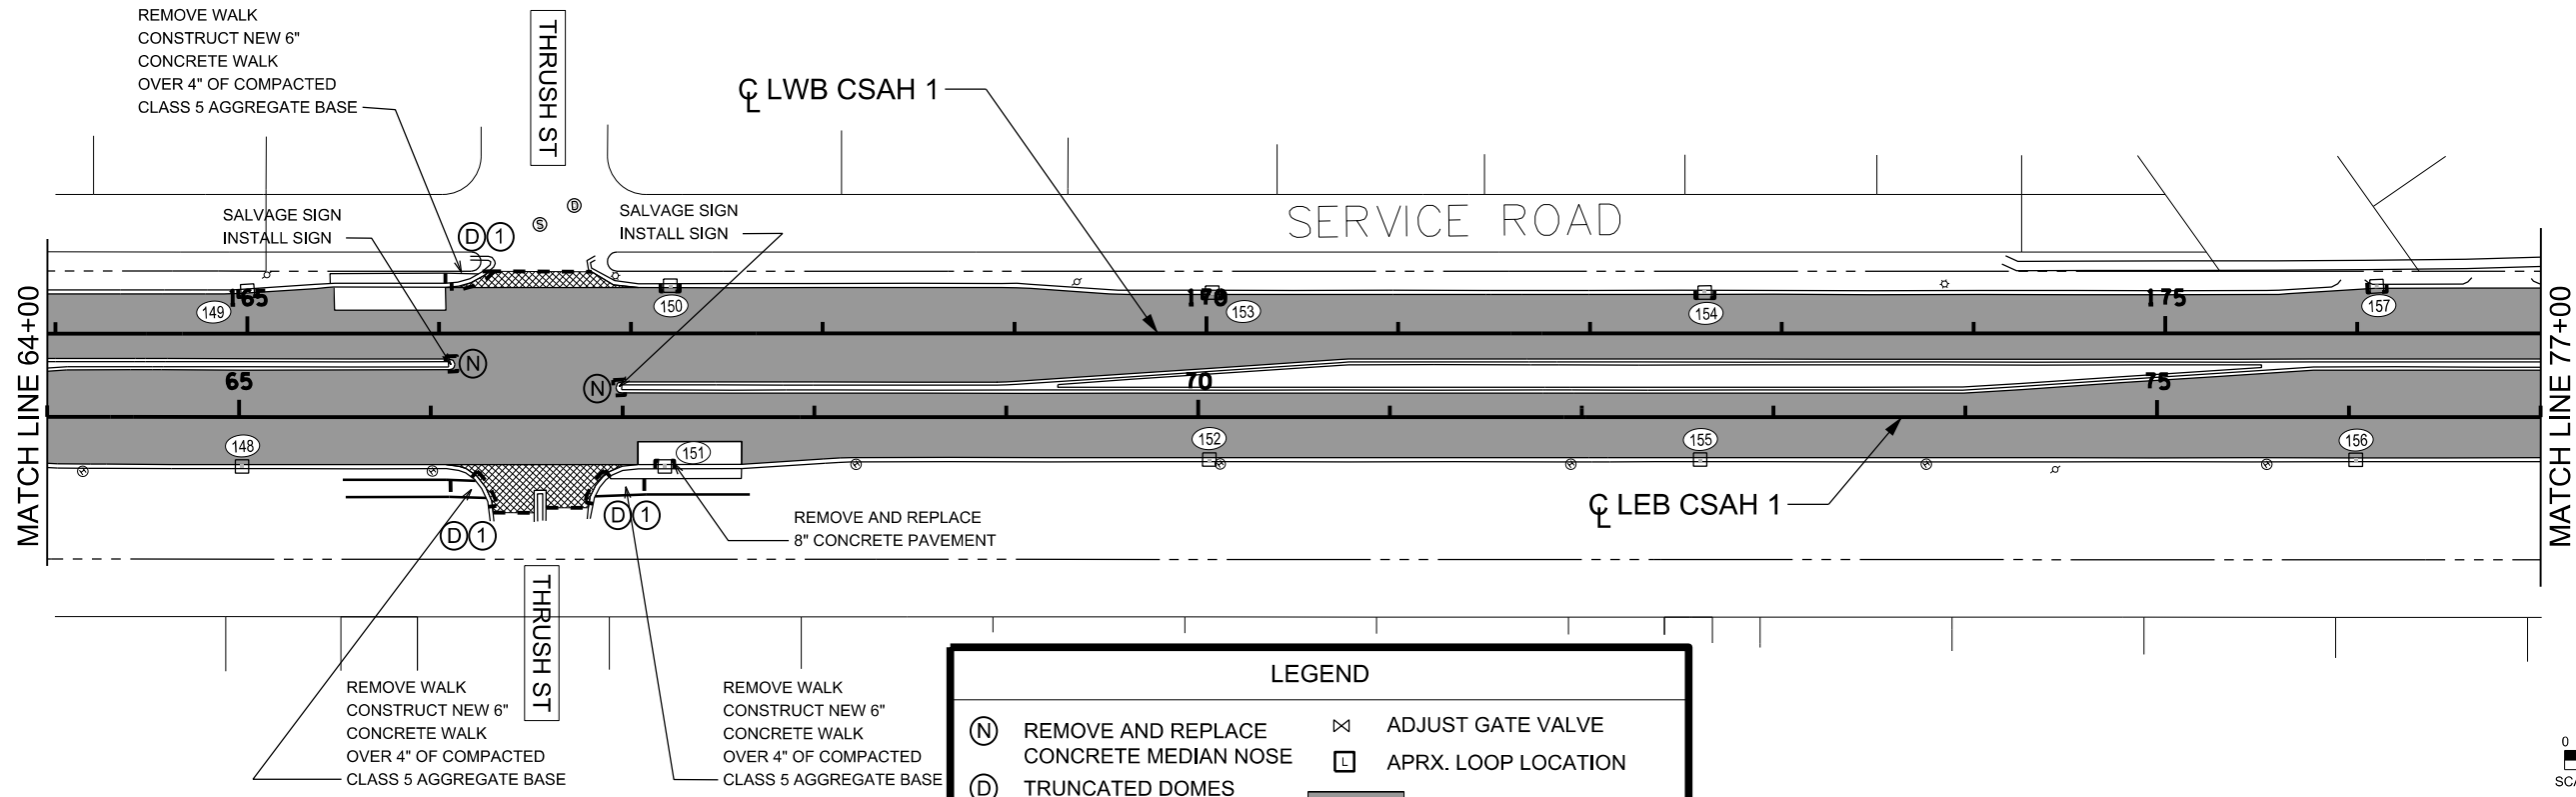 REMOVE WALK
CONSTRUCT NEW 6"
CONCRETE WALK
OVER 4" OF COMPACTED
CLASS 5 AGGREGATE BASE
THRUST ST
℄ LWB CSAH 1
SALVAGE SIGN
INSTALL SIGN
D 1
S
D
SALVAGE SIGN
INSTALL SIGN
SERVICE ROAD
MATCH LINE 64+00
MATCH LINE 77+00
165
149
150
170
153
154
175
157
N
N
65
70
75
148
151
152
155
156
D 1
D 1
REMOVE AND REPLACE
8" CONCRETE PAVEMENT
℄ LEB CSAH 1
THRUSH ST
REMOVE WALK
CONSTRUCT NEW 6"
CONCRETE WALK
OVER 4" OF COMPACTED
CLASS 5 AGGREGATE BASE
REMOVE WALK
CONSTRUCT NEW 6"
CONCRETE WALK
OVER 4" OF COMPACTED
CLASS 5 AGGREGATE BASE
LEGEND
N REMOVE AND REPLACE
CONCRETE MEDIAN NOSE
D TRUNCATED DOMES
ADJUST GATE VALVE
L APRX. LOOP LOCATION
0